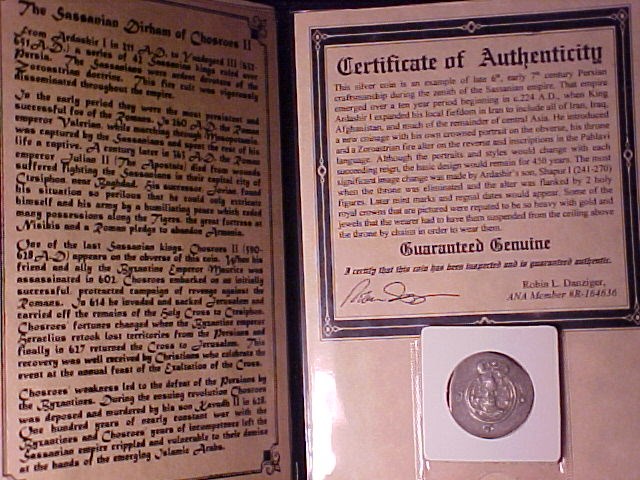 The Sassanian Dirham of Chosroes II
From Ardashir I in 211 A.D. to Yazdegerd III (632-
651 A.D.) a series of 41 Sassanian kings ruled over
Persia. The Sassanians were ardent devotees of the
Zoroastrian doctrine. This fire cult was vigorously
disseminated throughout the empire.
In the early period they were the most persistent &
successful foe of the Romans. In 260 A.D. the Roman
emperor Valerian, while marching through Mesopotamia,
was captured by the Sassanians and spent the rest of his
life a captive. A century later in 363 A.D. the Roman
emperor Julian II (The Apostate) died from wounds
suffered fighting the Sassanians in the capital city of
Ctesiphon near Baghdad. His successor Jovian found
his situation so perilous that he could only extricate
himself and his army by a humiliating peace which ceded
many possessions along the Tigris, the great fortress of
Nisibis and a Roman pledge to abandon Armenia.
One of the last Sassanian kings, Chosroes II (590-
628 A.D.) appears on the obverse of this coin. When his
friend and ally the Byzantine Emperor Maurice was
assassinated in 602, Chosroes embarked on an initially
successful, protracted campaign of revenge against the
Romans. In 614 he invaded and sacked Jerusalem and
carried off the remains of the Holy Cross to Ctesiphon.
Chosroes' fortunes changed when the Byzantine emperor
Heraclius retook lost territories from the Persians and
finally in 627 returned the Cross to Jerusalem. This
recovery was well received by Christians who celebrate the
event at the annual feast of the Exaltation of the Cross.
Chosroes' weakness led to the defeat of the Persians by
the Byzantines. During the ensuing revolution Chosroes
was deposed and murdered by his son Kavadh II in 628.
One hundred years of nearly constant war with the
Byzantines and Chosroes' years of incompetence left the
Sassanian empire crippled and vulnerable to their demise
at the hands of the emerging Islamic Arabs.
Certificate of Authenticity
This silver coin is an example of late 6th, early 7th century Persian
craftsmanship during the zenith of the Sassanian empire. That empire
emerged over a ten year period beginning in c.224 A.D., when King
Ardashir I expanded his local fiefdom in Iran to include all of Iran, Iraq,
Afghanistan, and much of the remainder of central Asia. He introduced
a new coinage with his own crowned portrait on the obverse, his throne
and a Zoroastrian fire alter on the reverse and inscriptions in the Pahlavi
language. Although the portraits and styles would change with each
succeeding reign, the basic design would remain for 450 years. The most
significant image change was made by Ardashir's son, Shapur I (241-270)
when the throne was eliminated and the alter was flanked by 2 holy
figures. Later mint marks and regnal dates would appear. Some of the
royal crowns that are pictured were reputed to be so heavy with gold and
jewels that the wearer had to have them suspended from the ceiling above
the throne by chains in order to wear them.
Guaranteed Genuine
I certify that this coin has been inspected and is guaranteed authentic.
Robin L. Danziger,
ANA Member #R-164636